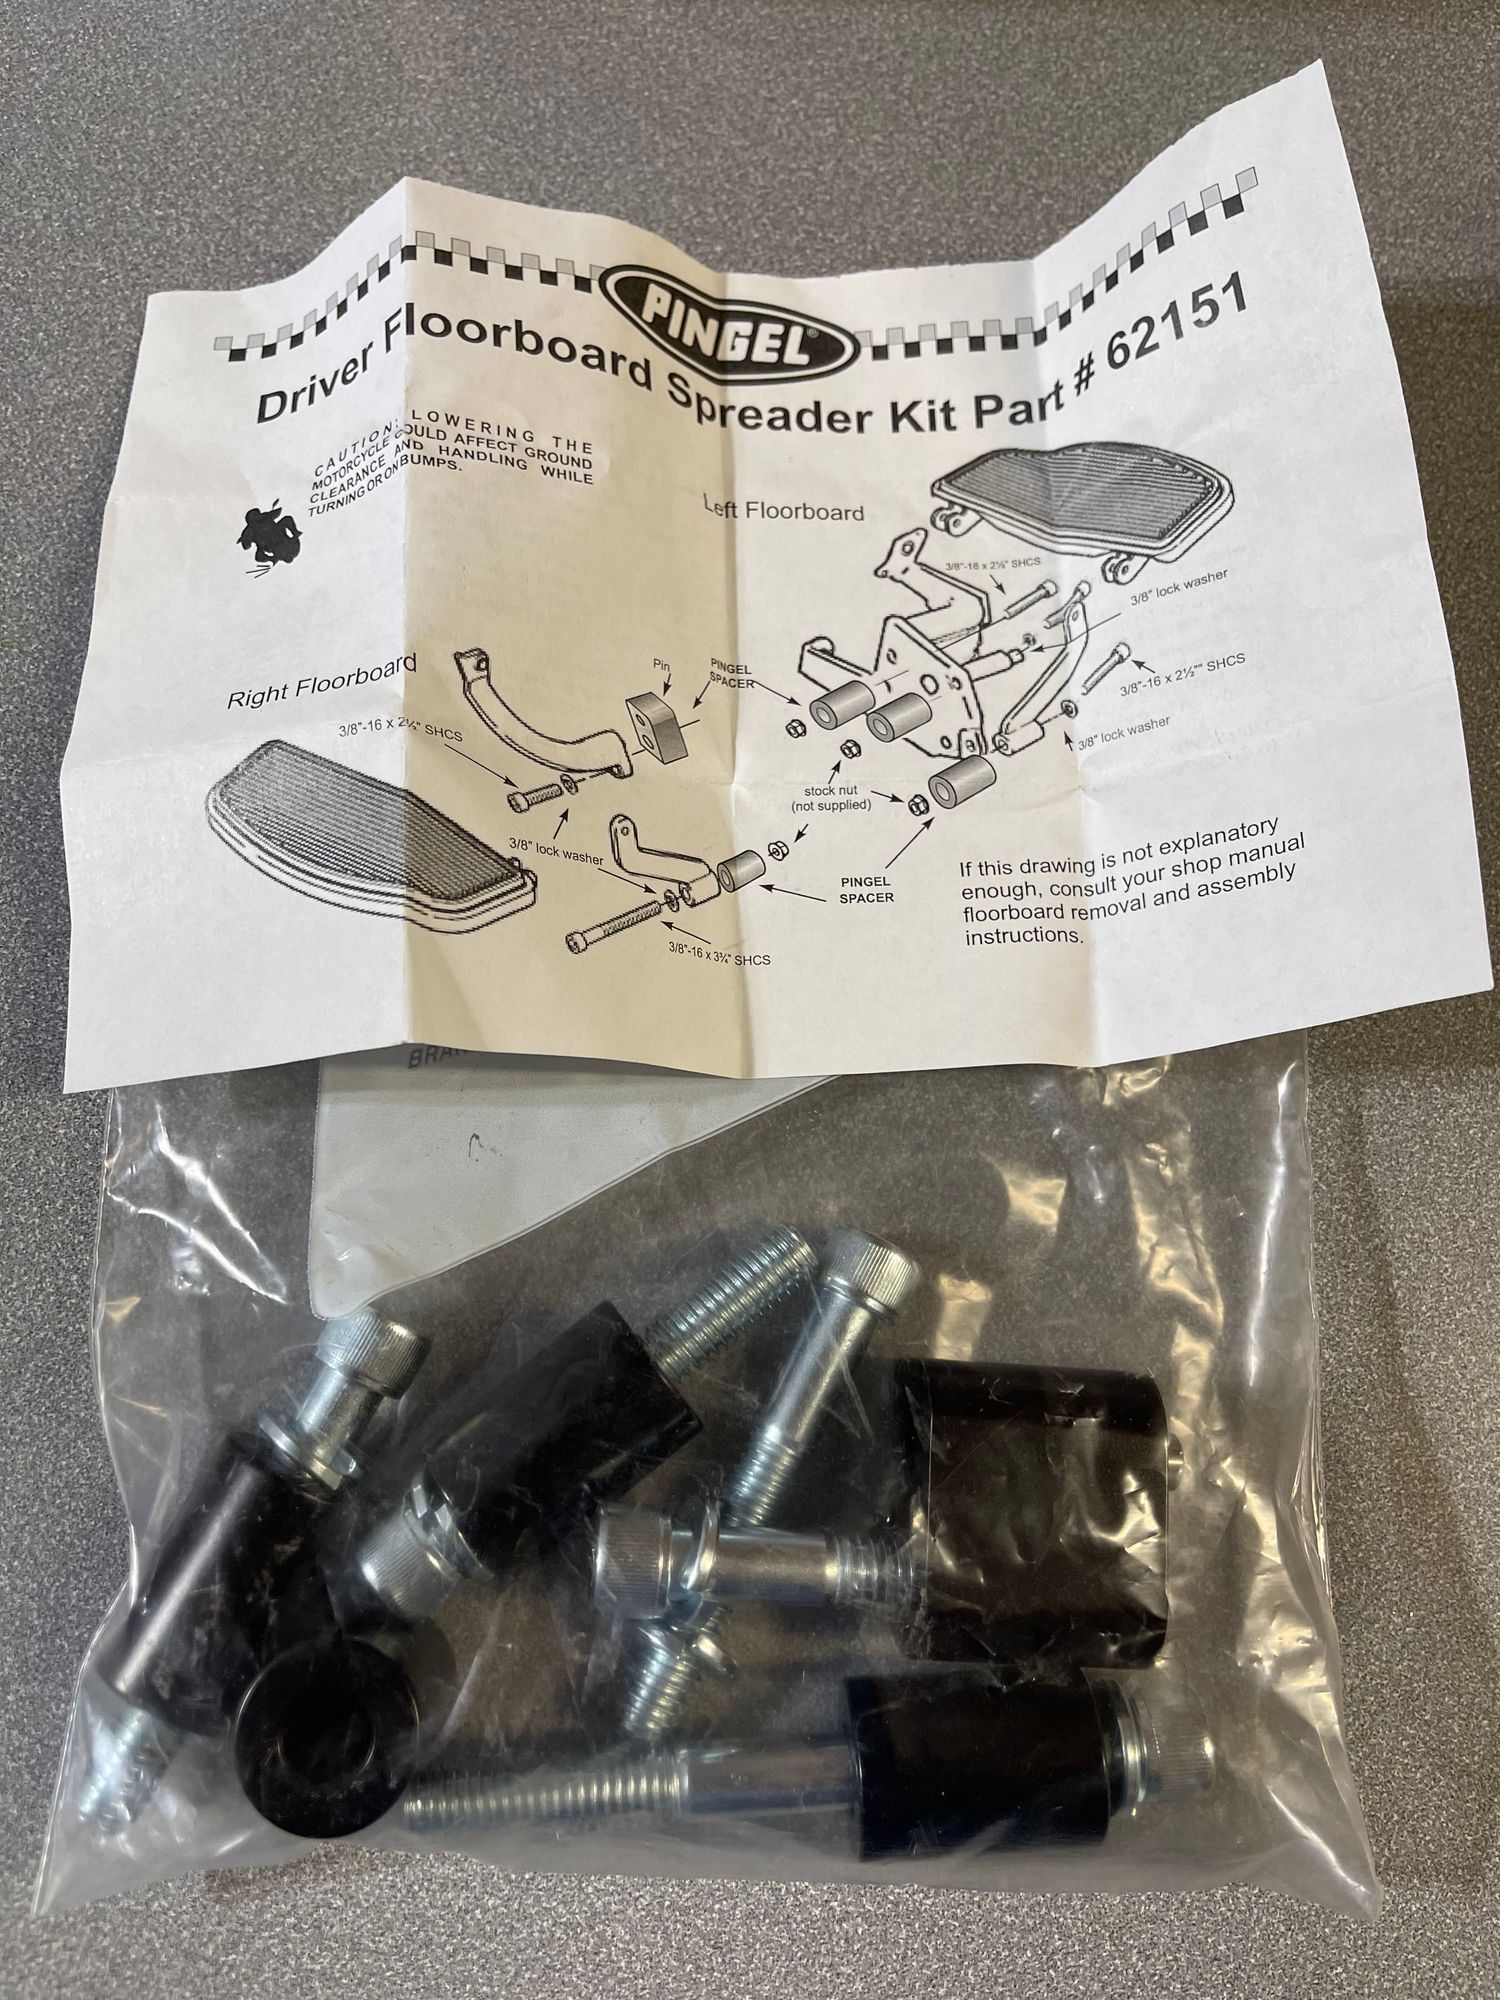 PINGEL®
Driver Floorboard Spreader Kit Part # 62151
CAUTION: LOWERING THE
MOTORCYCLE COULD AFFECT GROUND
CLEARANCE AND HANDLING WHILE
TURNING OR ON BUMPS.
Left Floorboard
3/8"-16 x 2½" SHCS
3/8" lock washer
3/8"-16 x 2½"" SHCS
3/8" lock washer
Right Floorboard
Pin
PINGEL
SPACER
3/8"-16 x SHCS
3/8" lock washer
stock nut
(not supplied)
PINGEL
SPACER
3/8"-16 x 3¾" SHCS
If this drawing is not explanatory
enough, consult your shop manual
floorboard removal and assembly
instructions.